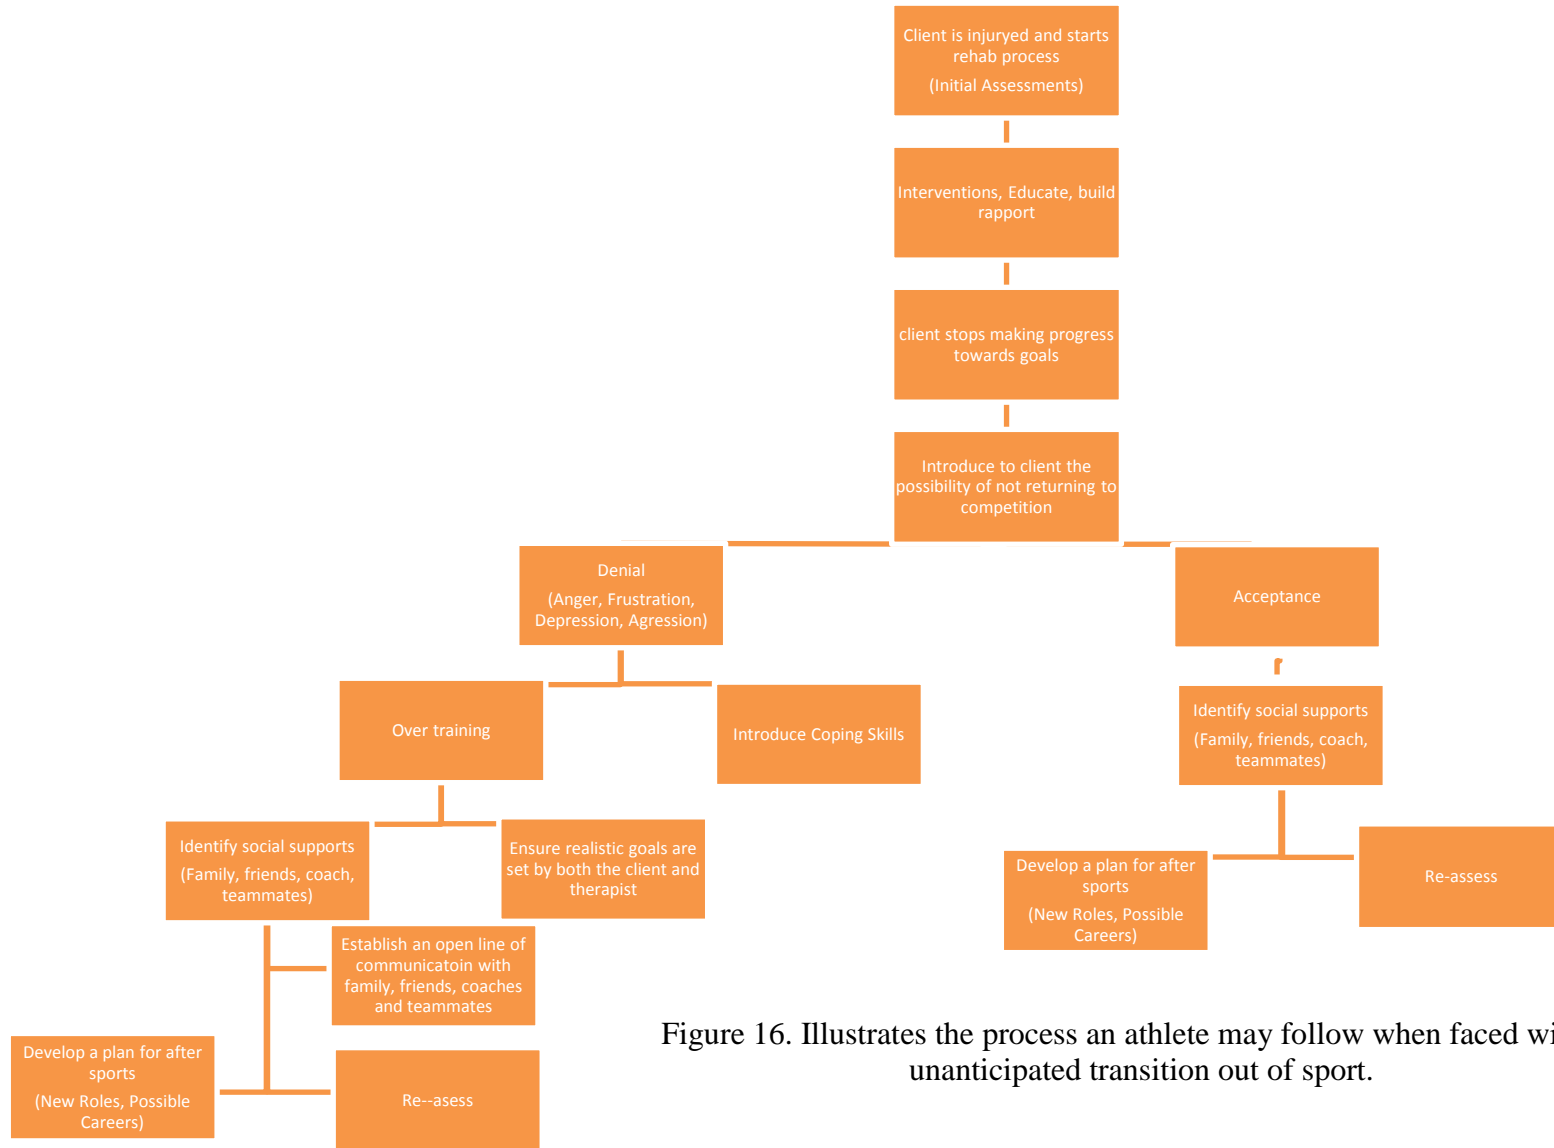 Client is injuryed and starts
rehab process
(Initial Assessments)
Interventions, Educate, build
rapport
client stops making progress
towards goals
Introduce to client the
possibility of not returning to
competition
Denial
(Anger, Frustration,
Depression, Agression)
Acceptance
Over training
Introduce Coping Skills
Identify social supports
(Family, friends, coach,
teammates)
Identify social supports
(Family, friends, coach,
teammates)
Ensure realistic goals are
set by both the client and
therapist
Develop a plan for after
sports
(New Roles, Possible
Careers)
Re-assess
Establish an open line of
communicatoin with
family, friends, coaches
and teammates
Develop a plan for after
sports
(New Roles, Possible
Careers)
Re--asess
Figure 16. Illustrates the process an athlete may follow when faced wi
unanticipated transition out of sport.